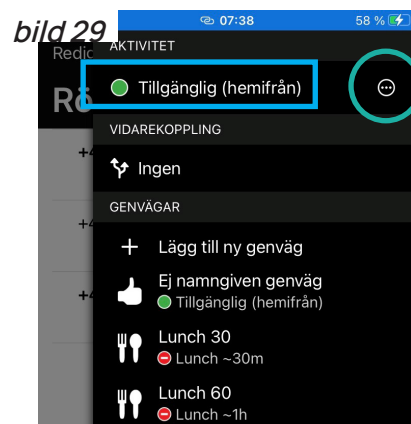 bild 29
07:38
58 %
Redig
AKTIVITET
Rö
Tillgänglig (hemifrån)
VIDAREKOPPLING
+4
Ingen
GENVÄGAR
+4
Lägg till ny genväg
Ej namngiven genväg
+4
Tillgänglig (hemifrån)
Lunch 30
Lunch ~30m
Lunch 60
Lunch ~1h